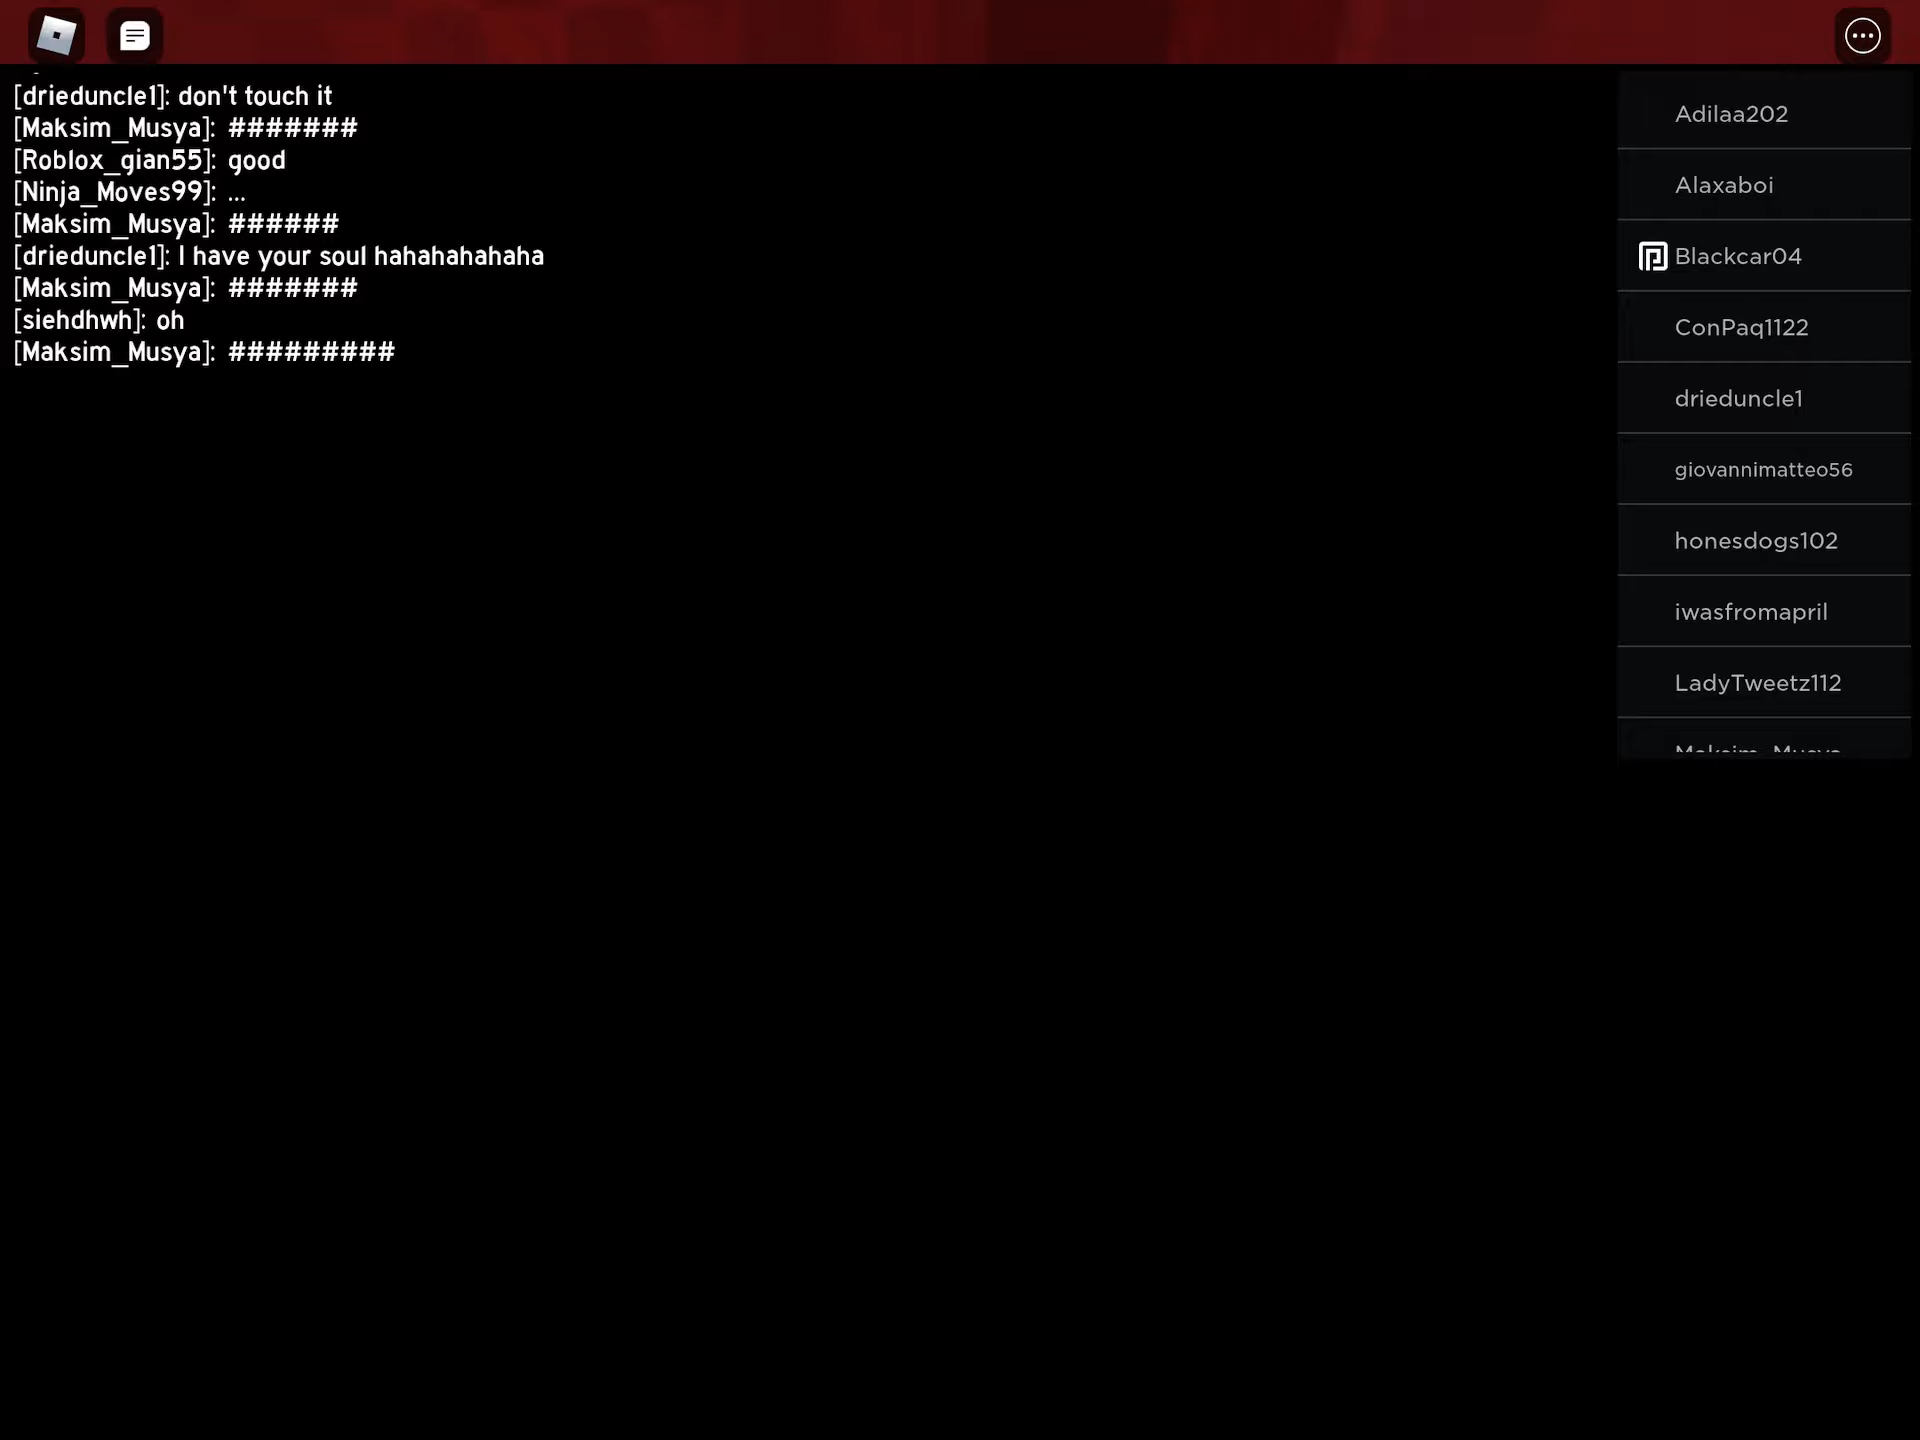 [drieduncle1]: don't touch it
[Maksim_Musya]: #######
[Roblox_gian55]: good
[Ninja_Moves99]: ...
[Maksim_Musya]: ######
[drieduncle1]: I have your soul hahahahahaha
[Maksim_Musya]: #######
[siehdhwh]: oh
[Maksim_Musya]: #########
Adilaa202
Alaxaboi
Blackcar04
ConPaq1122
drieduncle1
giovannimatteo56
honesdogs102
iwasfromapril
LadyTweetz112
Maksim_Musya